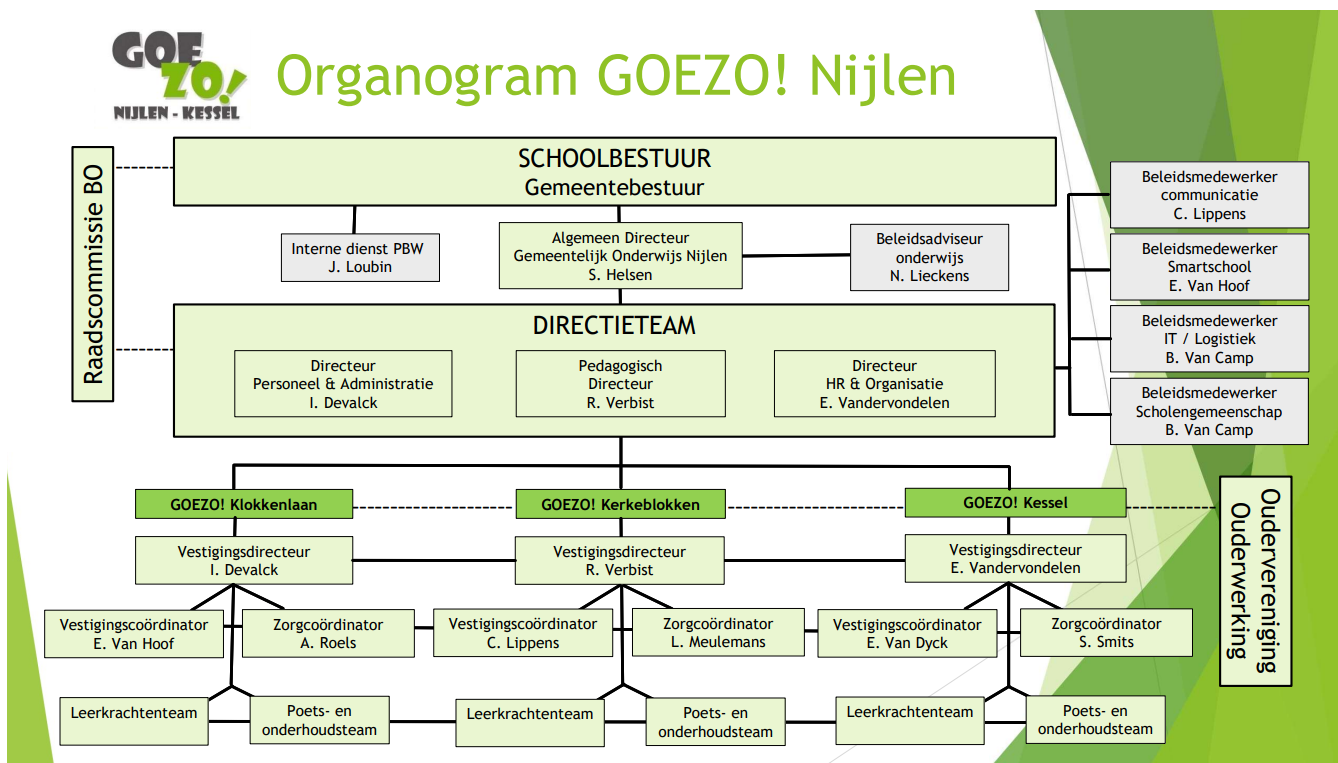 GOE
ZO!
NIJLEN - KESSEL
Organogram GOEZO! Nijlen
Raadscommissie BO
SCHOOLBESTUUR
Gemeentebestuur
Interne dienst PBW
J. Loubin
Algemeen Directeur
Gemeentelijk Onderwijs Nijlen
S. Helsen
Beleidsadviseur
onderwijs
N. Lieckens
Beleidsmedewerker
communicatie
C. Lippens
Beleidsmedewerker
Smartschool
E. Van Hoof
Beleidsmedewerker
IT / Logistiek
B. Van Camp
Beleidsmedewerker
Scholengemeenschap
B. Van Camp
DIRECTIETEAM
Directeur
Personeel & Administratie
I. Devalck
Pedagogisch
Directeur
R. Verbist
Directeur
HR & Organisatie
E. Vandervondelen
GOEZO! Klokkenlaan
GOEZO! Kerkeblokken
GOEZO! Kessel
Oudervereniging
Ouderwerking
Vestigingsdirecteur
I. Devalck
Vestigingsdirecteur
R. Verbist
Vestigingsdirecteur
E. Vandervondelen
Vestigingscoördinator
E. Van Hoof
Zorgcoördinator
A. Roels
Vestigingscoördinator
C. Lippens
Zorgcoördinator
L. Meulemans
Vestigingscoördinator
E. Van Dyck
Zorgcoördinator
S. Smits
Leerkrachtenteam
Poets- en
onderhoudsteam
Leerkrachtenteam
Poets- en
onderhoudsteam
Leerkrachtenteam
Poets- en
onderhoudsteam